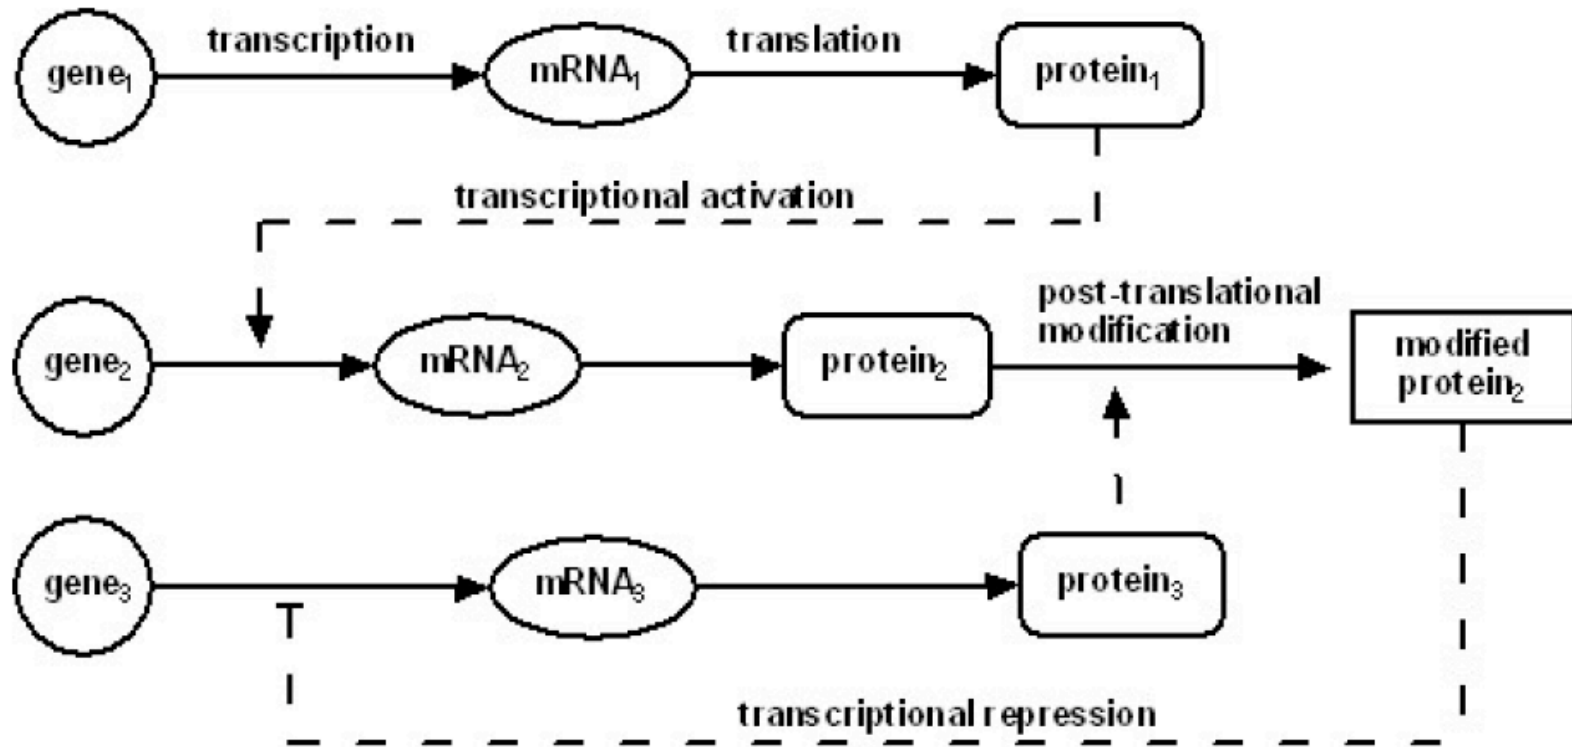 transcription
translation
gene₁
mRNA₁
protein₁
transcriptional activation
post-translational
modification
gene₂
mRNA₂
protein₂
modified
protein₂
gene₃
mRNA₃
protein₃
transcriptional repression